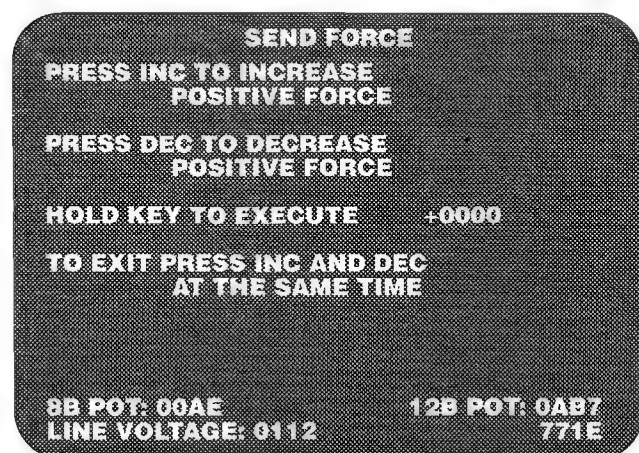 SEND FORCE
PRESS INC TO INCREASE
POSITIVE FORCE
PRESS DEC TO DECREASE
POSITIVE FORCE
HOLD KEY TO EXECUTE +0000
TO EXIT PRESS INC AND DEC
AT THE SAME TIME
8B POT: 00AE 12B POT: 0AB7
LINE VOLTAGE: 0112 771E